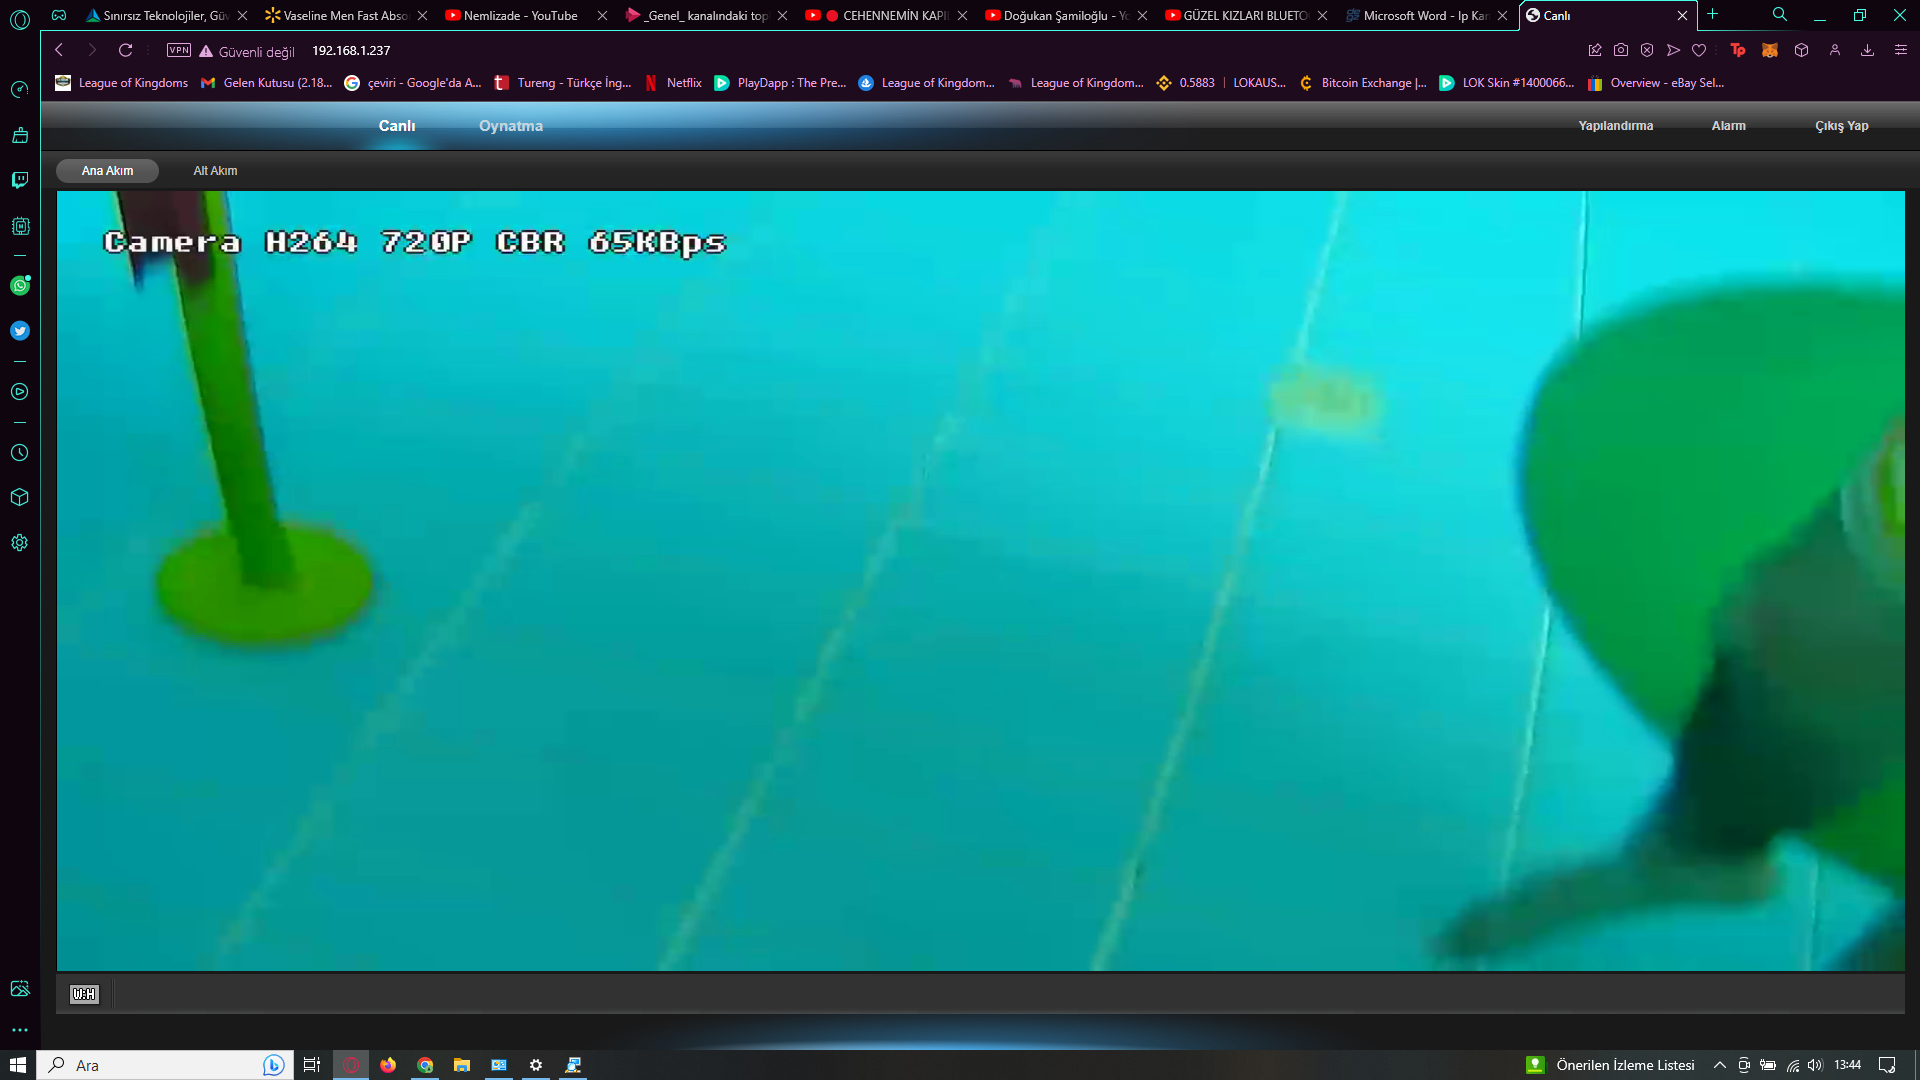 Sınırsız Teknolojiler, Gü
Vaseline Men Fast Abso
Nemlizade - YouTube
_Genel_ kanalındaki top
CEHENNEMİN KAPI
Doğukan Şamiloğlu - Yo
GÜZEL KIZLARI BLUETO
Microsoft Word - Ip Kar
Canlı
VPN
Güvenli değil
192.168.1.237
League of Kingdoms
Gelen Kutusu (2.18...
çeviri - Google'da A...
Tureng - Türkçe İng...
Netflix
PlayDapp : The Pre...
League of Kingdom...
League of Kingdom...
0.5883 | LOKAUS...
Bitcoin Exchange |...
LOK Skin #1400066...
Overview - eBay Sel...
Canlı
Oynatma
Yapılandırma
Alarm
Çıkış Yap
Ana Akım
Alt Akım
Camera H264 720P CBR 65KBps
W:H
Ara
Önerilen İzleme Listesi
13:44